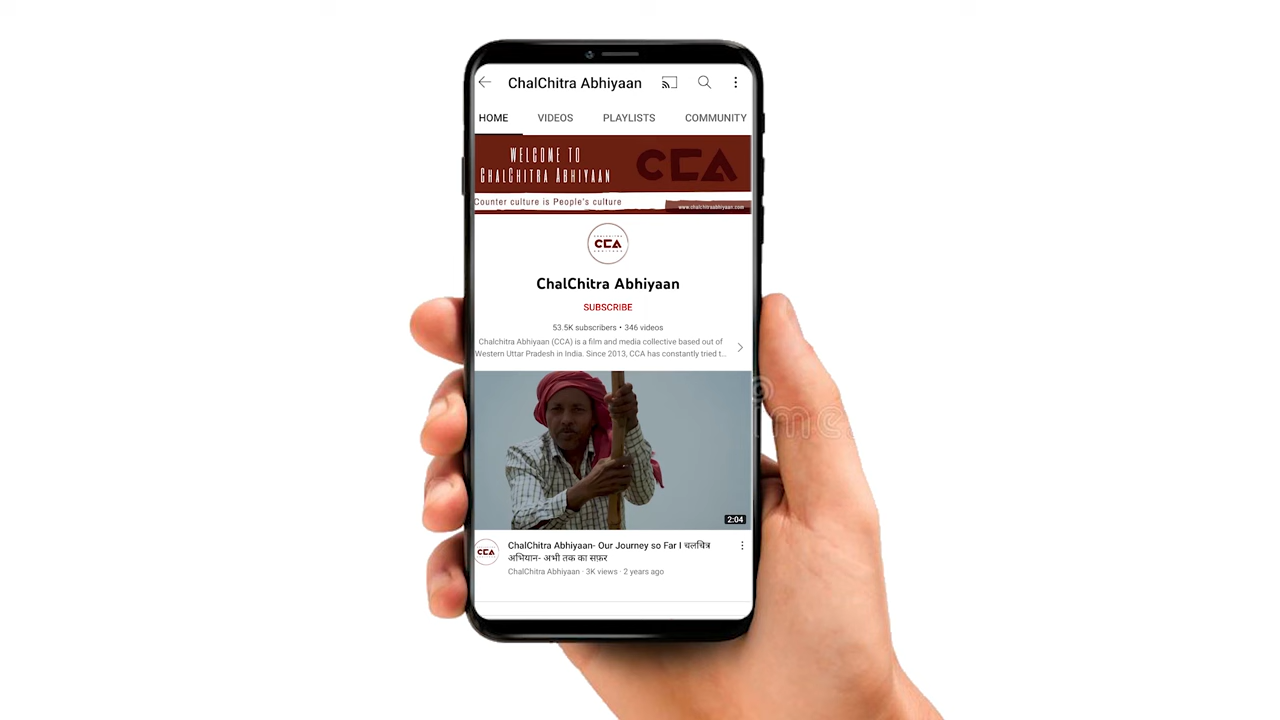 ChalChitra Abhiyaan
HOME VIDEOS PLAYLISTS COMMUNITY
WELCOME TO
CHALCHITRA ABHIYAAN
CCA
Counter culture is People's culture
www.chalchitraabhiyaan.com
CCA
ChalChitra Abhiyaan
SUBSCRIBE
53.5K subscribers • 346 videos
Chalchitra Abhiyaan (CCA) is a film and media collective based out of
Western Uttar Pradesh in India. Since 2013, CCA has constantly tried t...
2:04
CCA
ChalChitra Abhiyaan- Our Journey so Far I चलचित्र
अभियान- अभी तक का सफ़र
ChalChitra Abhiyaan · 3K views · 2 years ago